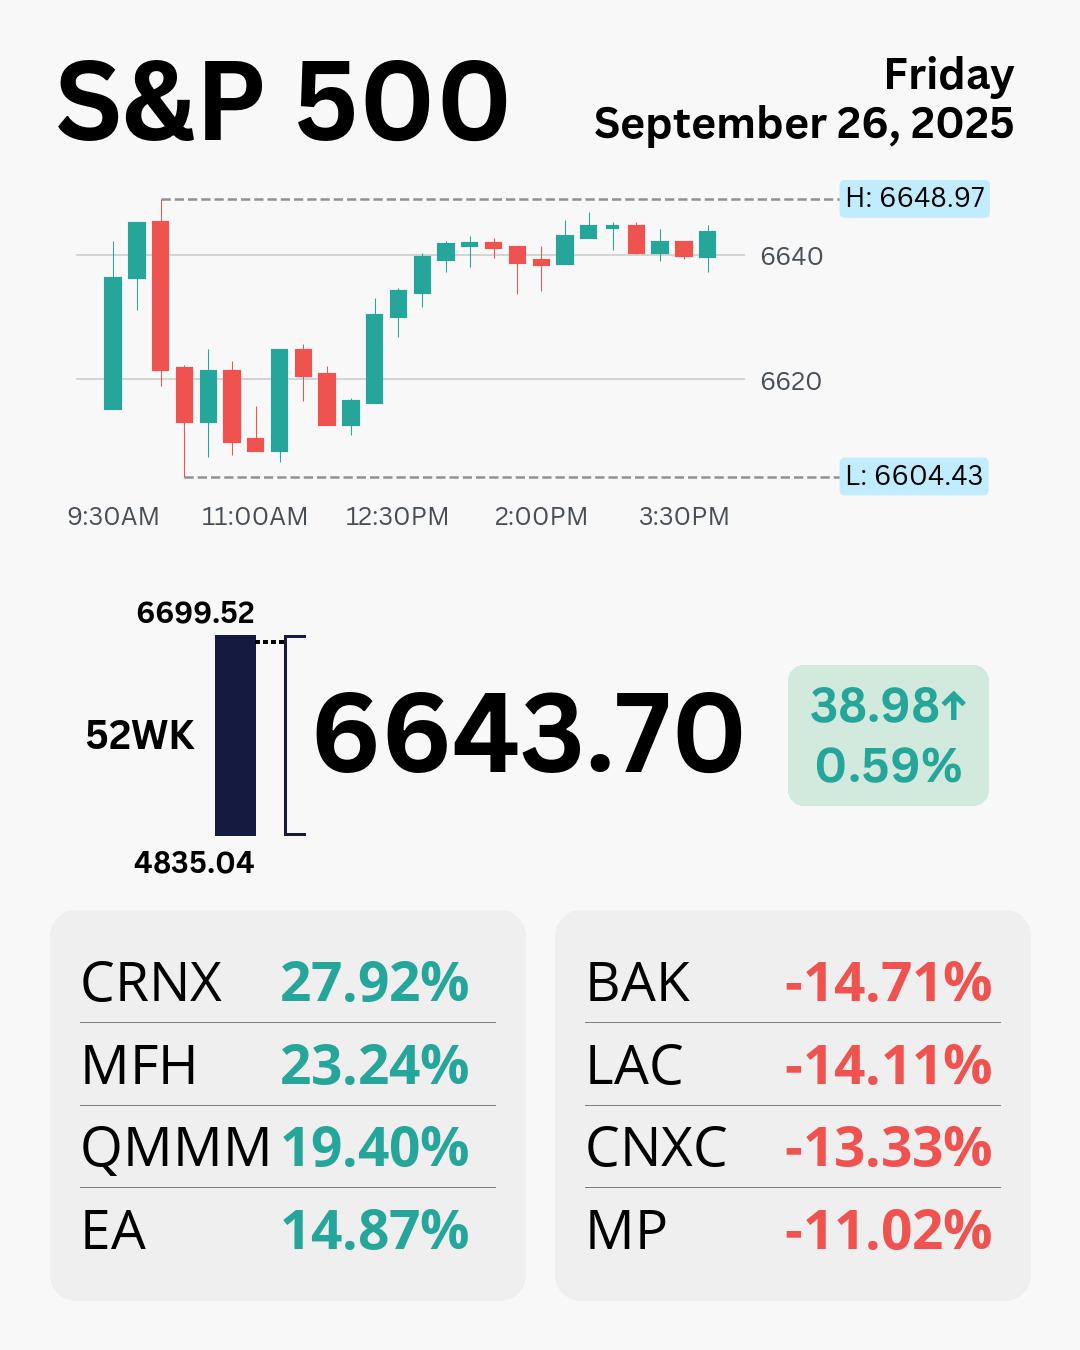 S&P 500
Friday
September 26, 2025
H: 6648.97
6640
6620
L: 6604.43
9:30AM 11:00AM 12:30PM 2:00PM 3:30PM
6699.52
52WK
4835.04
6643.70
38.98↑
0.59%
CRNX 27.92%
MFH 23.24%
QMMM 19.40%
EA 14.87%
BAK -14.71%
LAC -14.11%
CNXC -13.33%
MP -11.02%